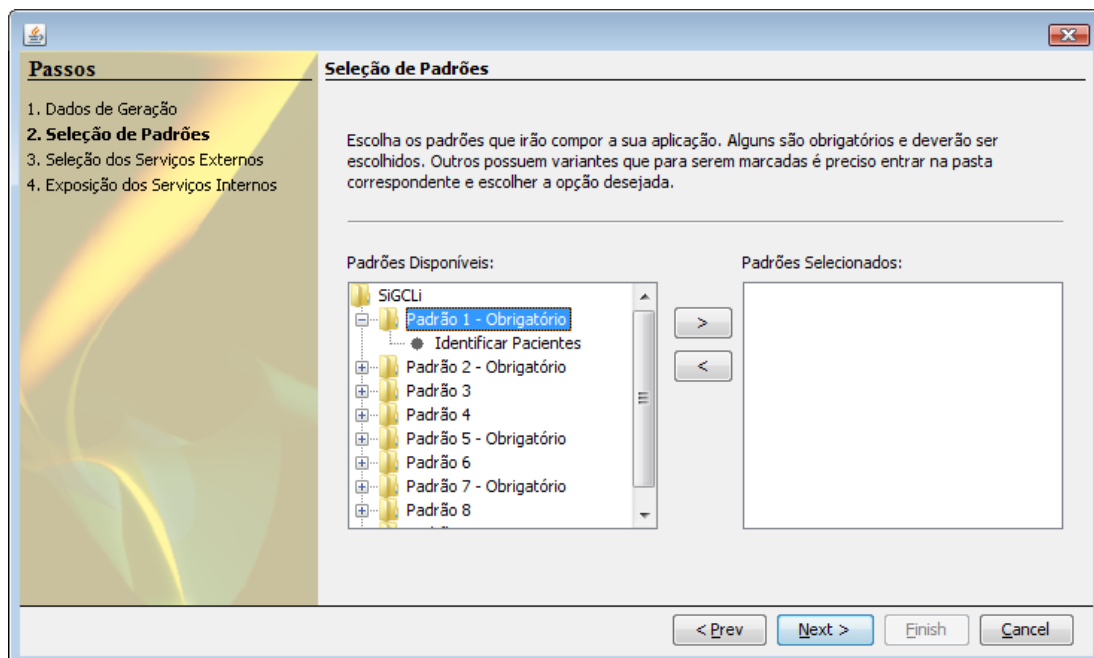 Passos
1. Dados de Geração
2. Seleção de Padrões
3. Seleção dos Serviços Externos
4. Exposição dos Serviços Internos
Seleção de Padrões
Escolha os padrões que irão compor a sua aplicação. Alguns são obrigatórios e deverão ser
escolhidos. Outros possuem variantes que para serem marcadas é preciso entrar na pasta
correspondente e escolher a opção desejada.
Padrões Disponíveis:
SiGCLi
Padrão 1 - Obrigatório
Identificar Pacientes
Padrão 2 - Obrigatório
Padrão 3
Padrão 4
Padrão 5 - Obrigatório
Padrão 6
Padrão 7 - Obrigatório
Padrão 8
>
<
Padrões Selecionados:
< Prev
Next >
Finish
Cancel